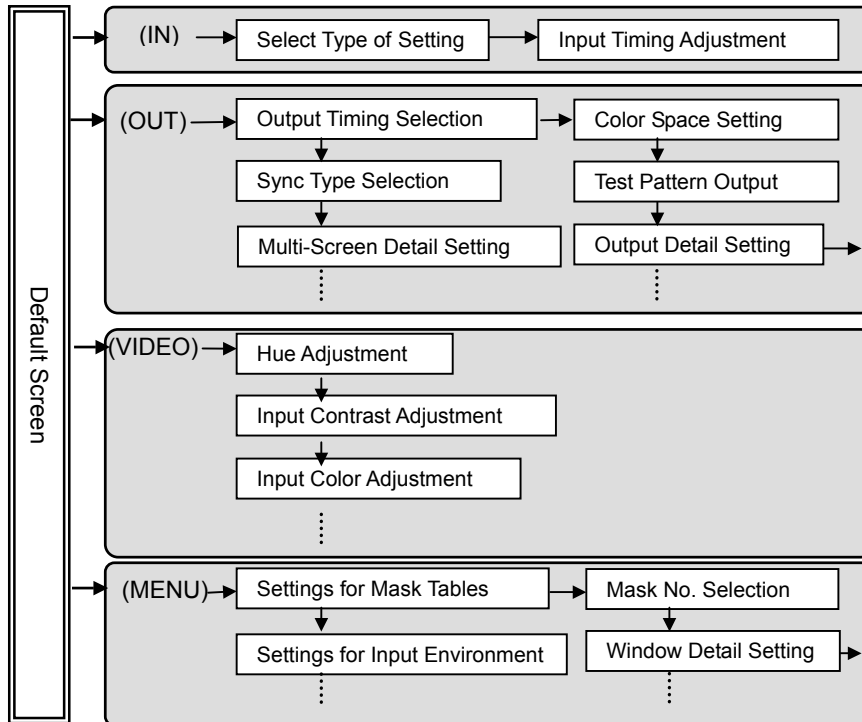 Default Screen
(IN)
Select Type of Setting
Input Timing Adjustment
(OUT)
Output Timing Selection
Color Space Setting
Sync Type Selection
Test Pattern Output
Multi-Screen Detail Setting
Output Detail Setting
(VIDEO)
Hue Adjustment
Input Contrast Adjustment
Input Color Adjustment
(MENU)
Settings for Mask Tables
Mask No. Selection
Settings for Input Environment
Window Detail Setting